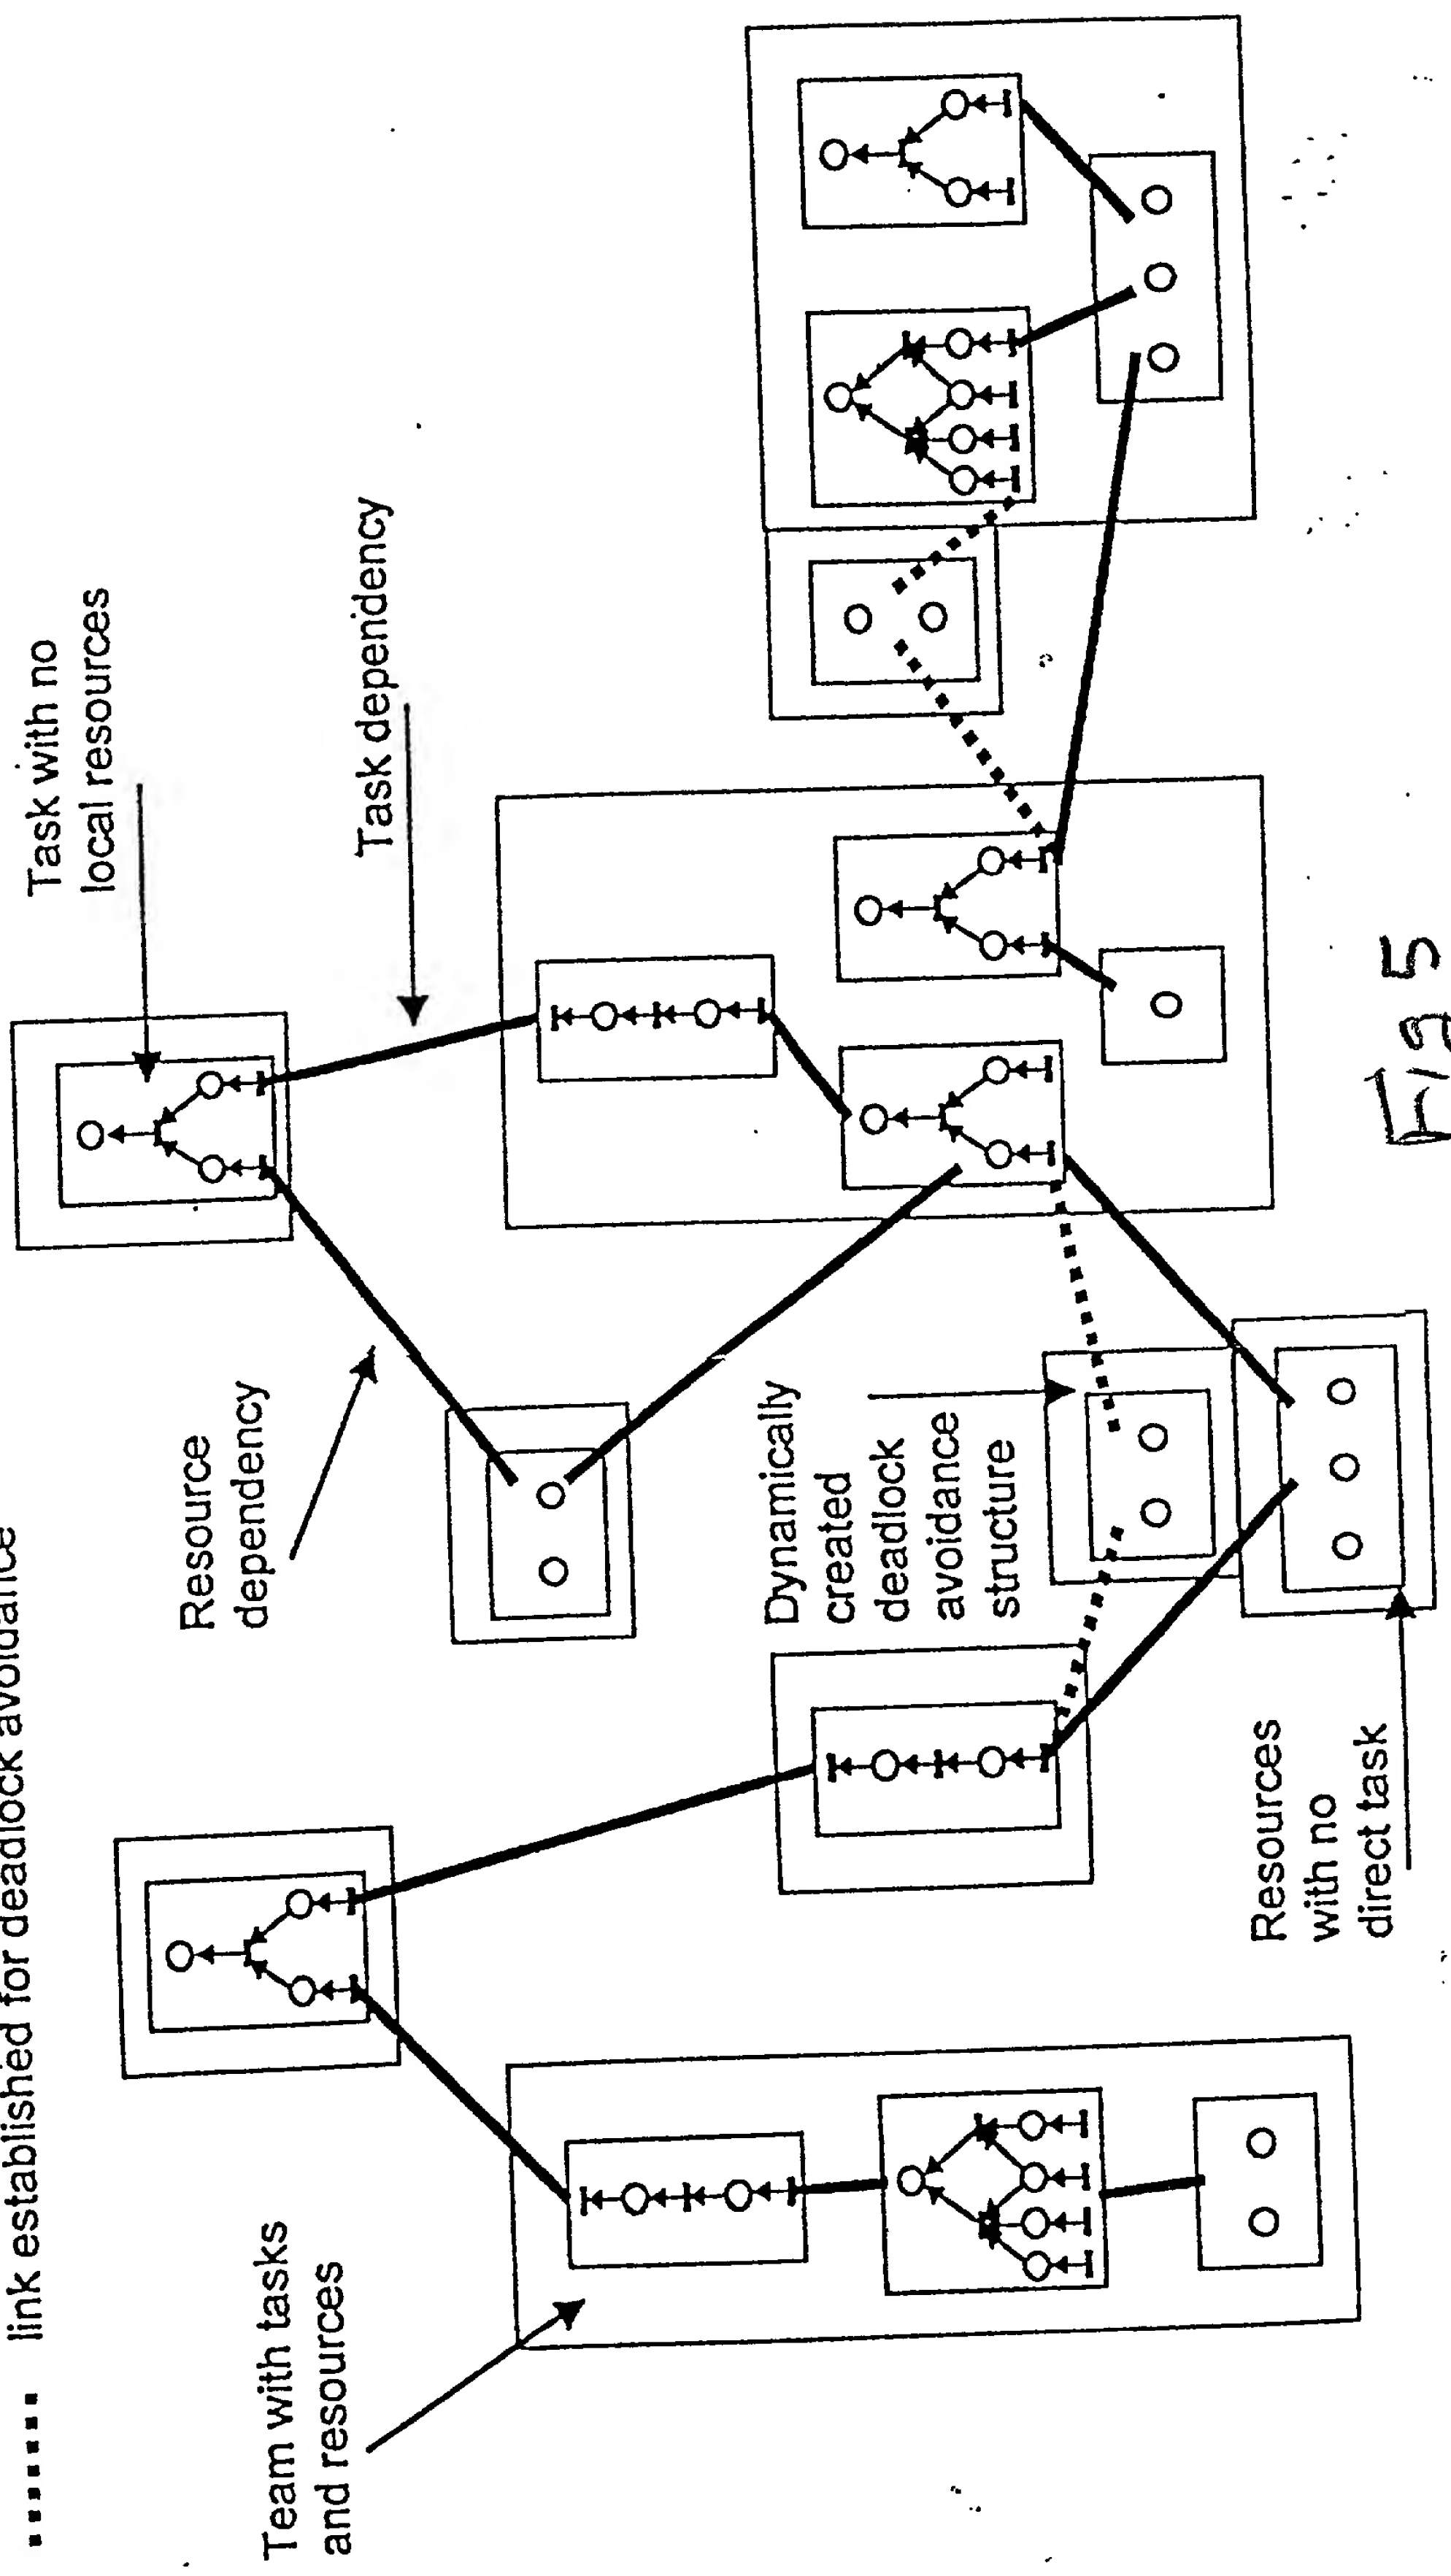 link established for deadlock avoidance
Team with tasks
and resources
Resource
dependency
Task with no
local resources
Task dependency
Dynamically
created
deadlock
avoidance
structure
Resources
with no
direct task
Fig 5